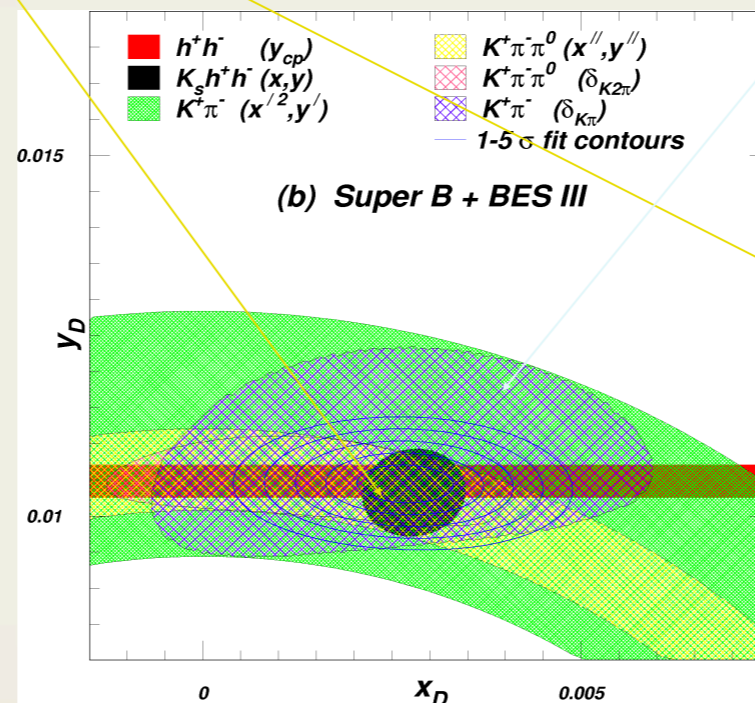 h⁺h⁻ (y_cp)
K_s h⁺h⁻ (x,y)
K⁺π⁻ (x′²,y′)
K⁺π⁻π⁰ (x″,y″)
K⁺π⁻π⁰ (δ_K2π)
K⁺π⁻ (δ_Kπ)
1-5 σ fit contours
0.015
(b) Super B + BES III
y_D
0.01
0
x_D
0.005